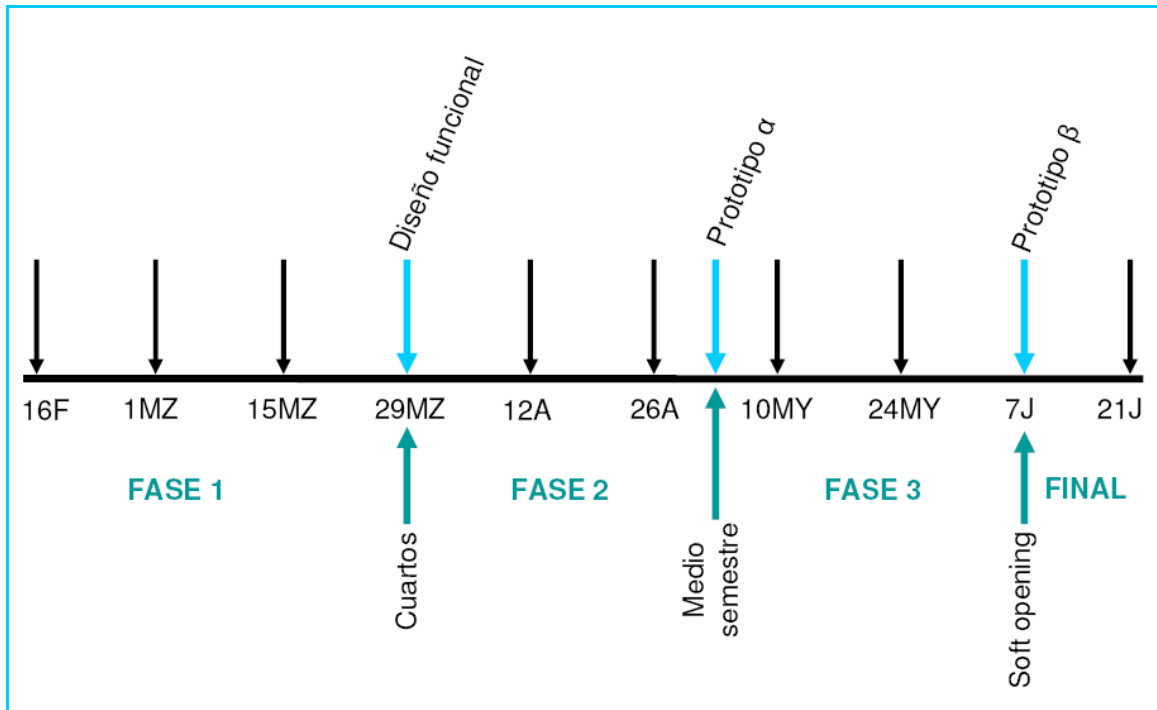 Diseño funcional
Prototipo α
Prototipo β
16F
1MZ
15MZ
29MZ
12A
26A
10MY
24MY
7J
21J
FASE 1
FASE 2
FASE 3
FINAL
Cuartos
Medio
semestre
Soft opening